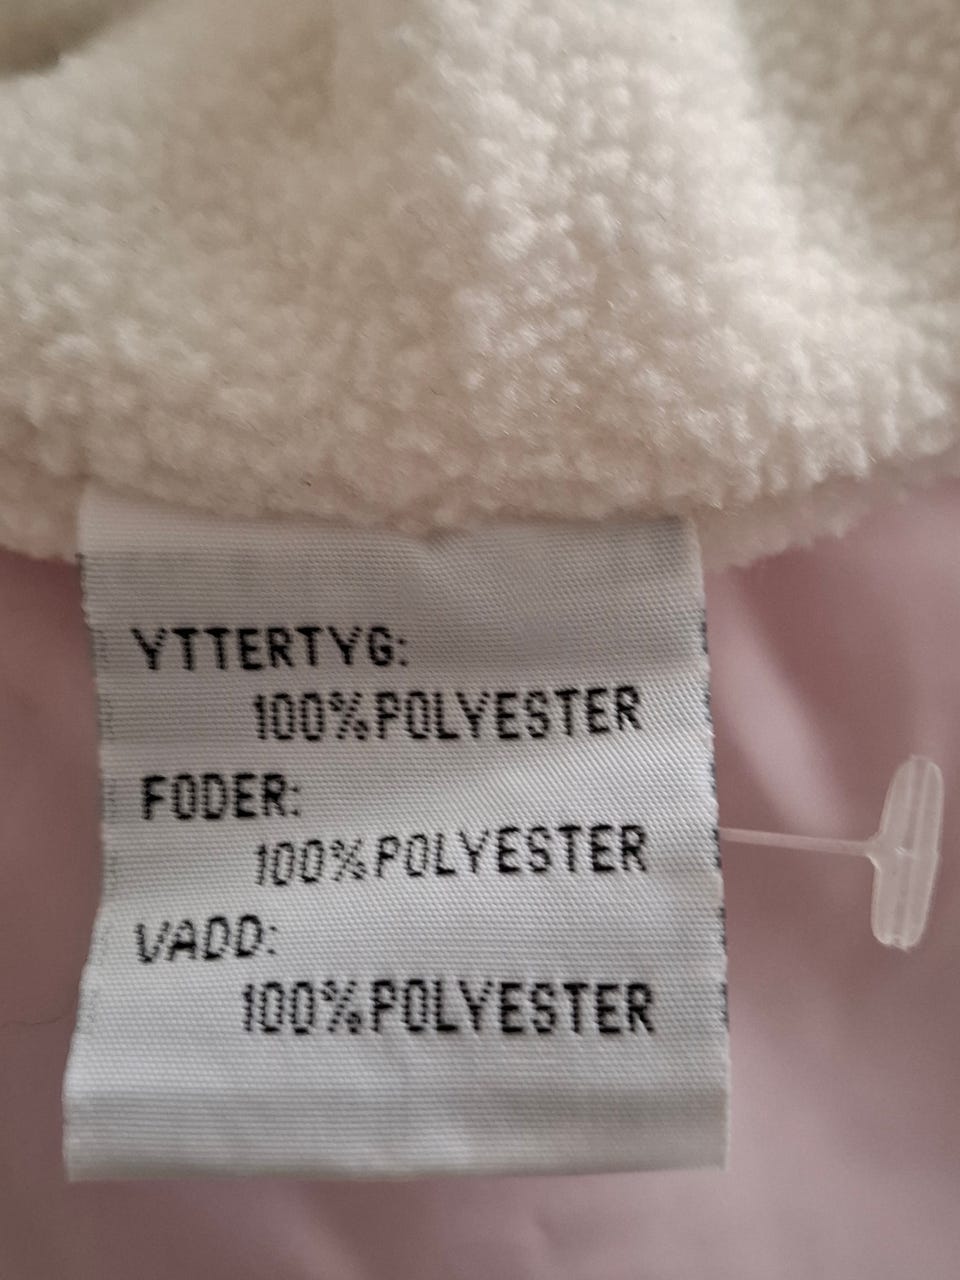 YTTERTYG:
100%POLYESTER
FODER:
100%POLYESTER
VADD:
100%POLYESTER